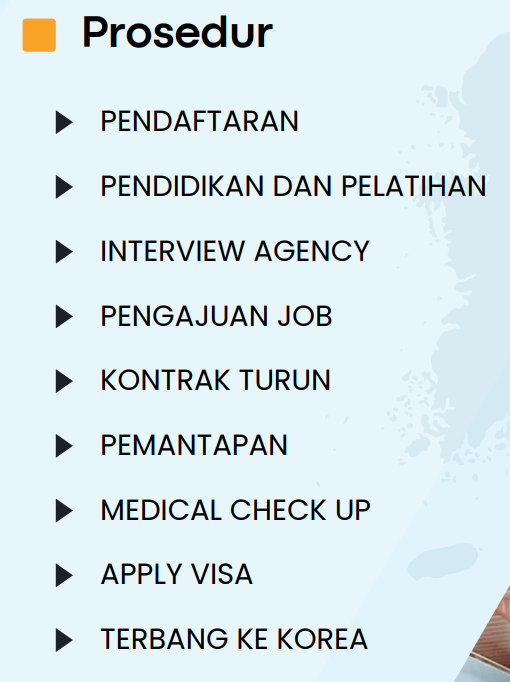 Prosedur
PENDAFTARAN
PENDIDIKAN DAN PELATIHAN
INTERVIEW AGENCY
PENGAJUAN JOB
KONTRAK TURUN
PEMANTAPAN
MEDICAL CHECK UP
APPLY VISA
TERBANG KE KOREA